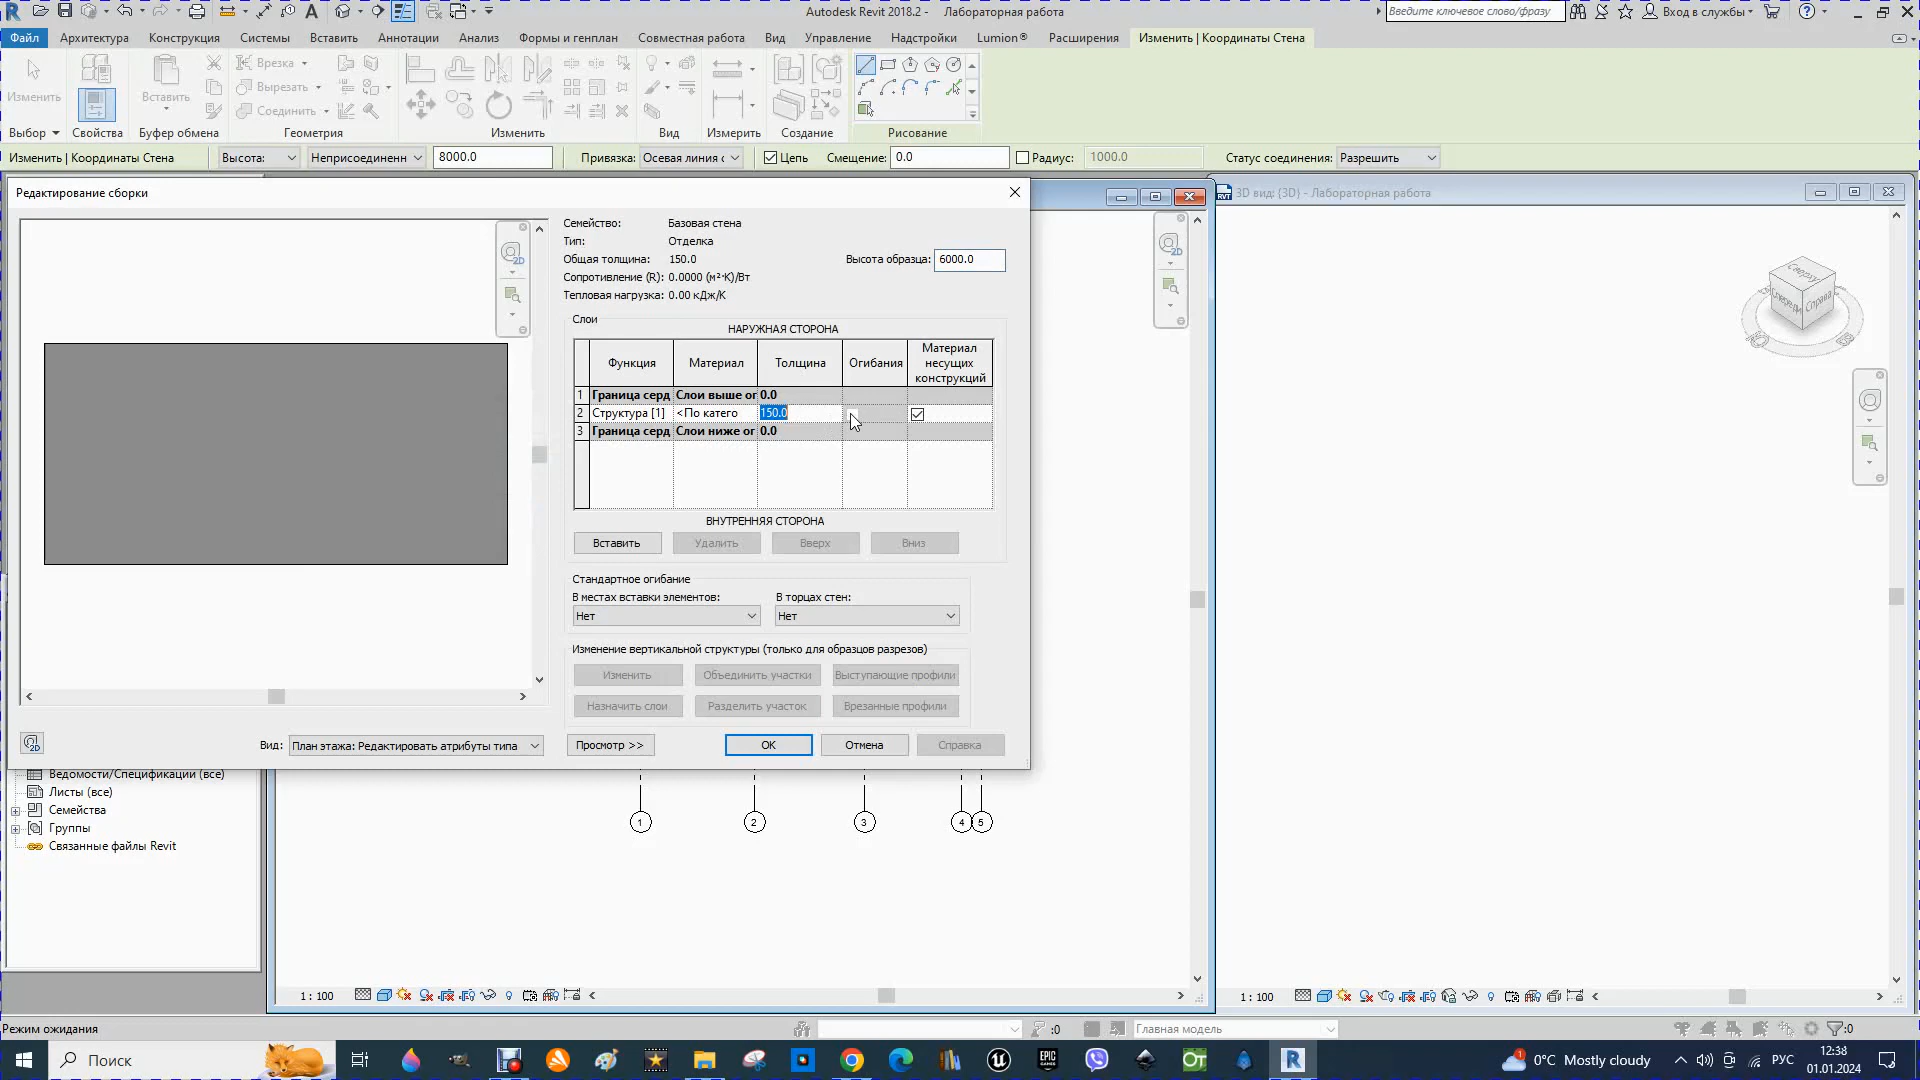 Autodesk Revit 2018.2 - Лабораторная работа
Введите ключевое слово/фразу
Вход в службы
Файл Архитектура Конструкция Системы Вставить Аннотации Анализ Формы и генплан Совместная работа Вид Управление Надстройки Lumion® Расширения Изменить | Координаты Стена
Изменить
Вставить
Врезка
Вырезать
Соединить
Выбор Свойства Буфер обмена Геометрия Изменить Вид Измерить Создание Рисование
Изменить | Координаты Стена Высота: Неприсоединенн 8000.0 Привязка: Осевая линия с Цепь Смещение: 0.0 Радиус: 1000.0 Статус соединения: Разрешить
Редактирование сборки
3D вид: {3D} - Лабораторная работа
Семейство: Базовая стена
Тип: Отделка
Общая толщина: 150.0 Высота образца: 6000.0
Сопротивление (R): 0.0000 (м²·К)/Вт
Тепловая нагрузка: 0.00 кДж/К
Слои
НАРУЖНАЯ СТОРОНА
Функция Материал Толщина Огибания Материал несущих конструкций
1 Граница серд Слои выше ог 0.0
2 Структура [1] <По катего 150.0
3 Граница серд Слои ниже ог 0.0
ВНУТРЕННЯЯ СТОРОНА
Вставить Удалить Вверх Вниз
Стандартное огибание
В местах вставки элементов: В торцах стен:
Нет Нет
Изменение вертикальной структуры (только для образцов разрезов)
Изменить Объединить участки Выступающие профили
Назначить слои Разделить участок Врезанные профили
Вид: План этажа: Редактировать атрибуты типа Просмотр >> OK Отмена Справка
Сверху
Справа
Ведомости/Спецификации (все)
Листы (все)
Семейства
Группы
Связанные файлы Revit
1 2 3 4 5
1 : 100
1 : 100
Режим ожидания
:0
Главная модель
:0
Поиск
0°C Mostly cloudy
РУС
12:38
01.01.2024